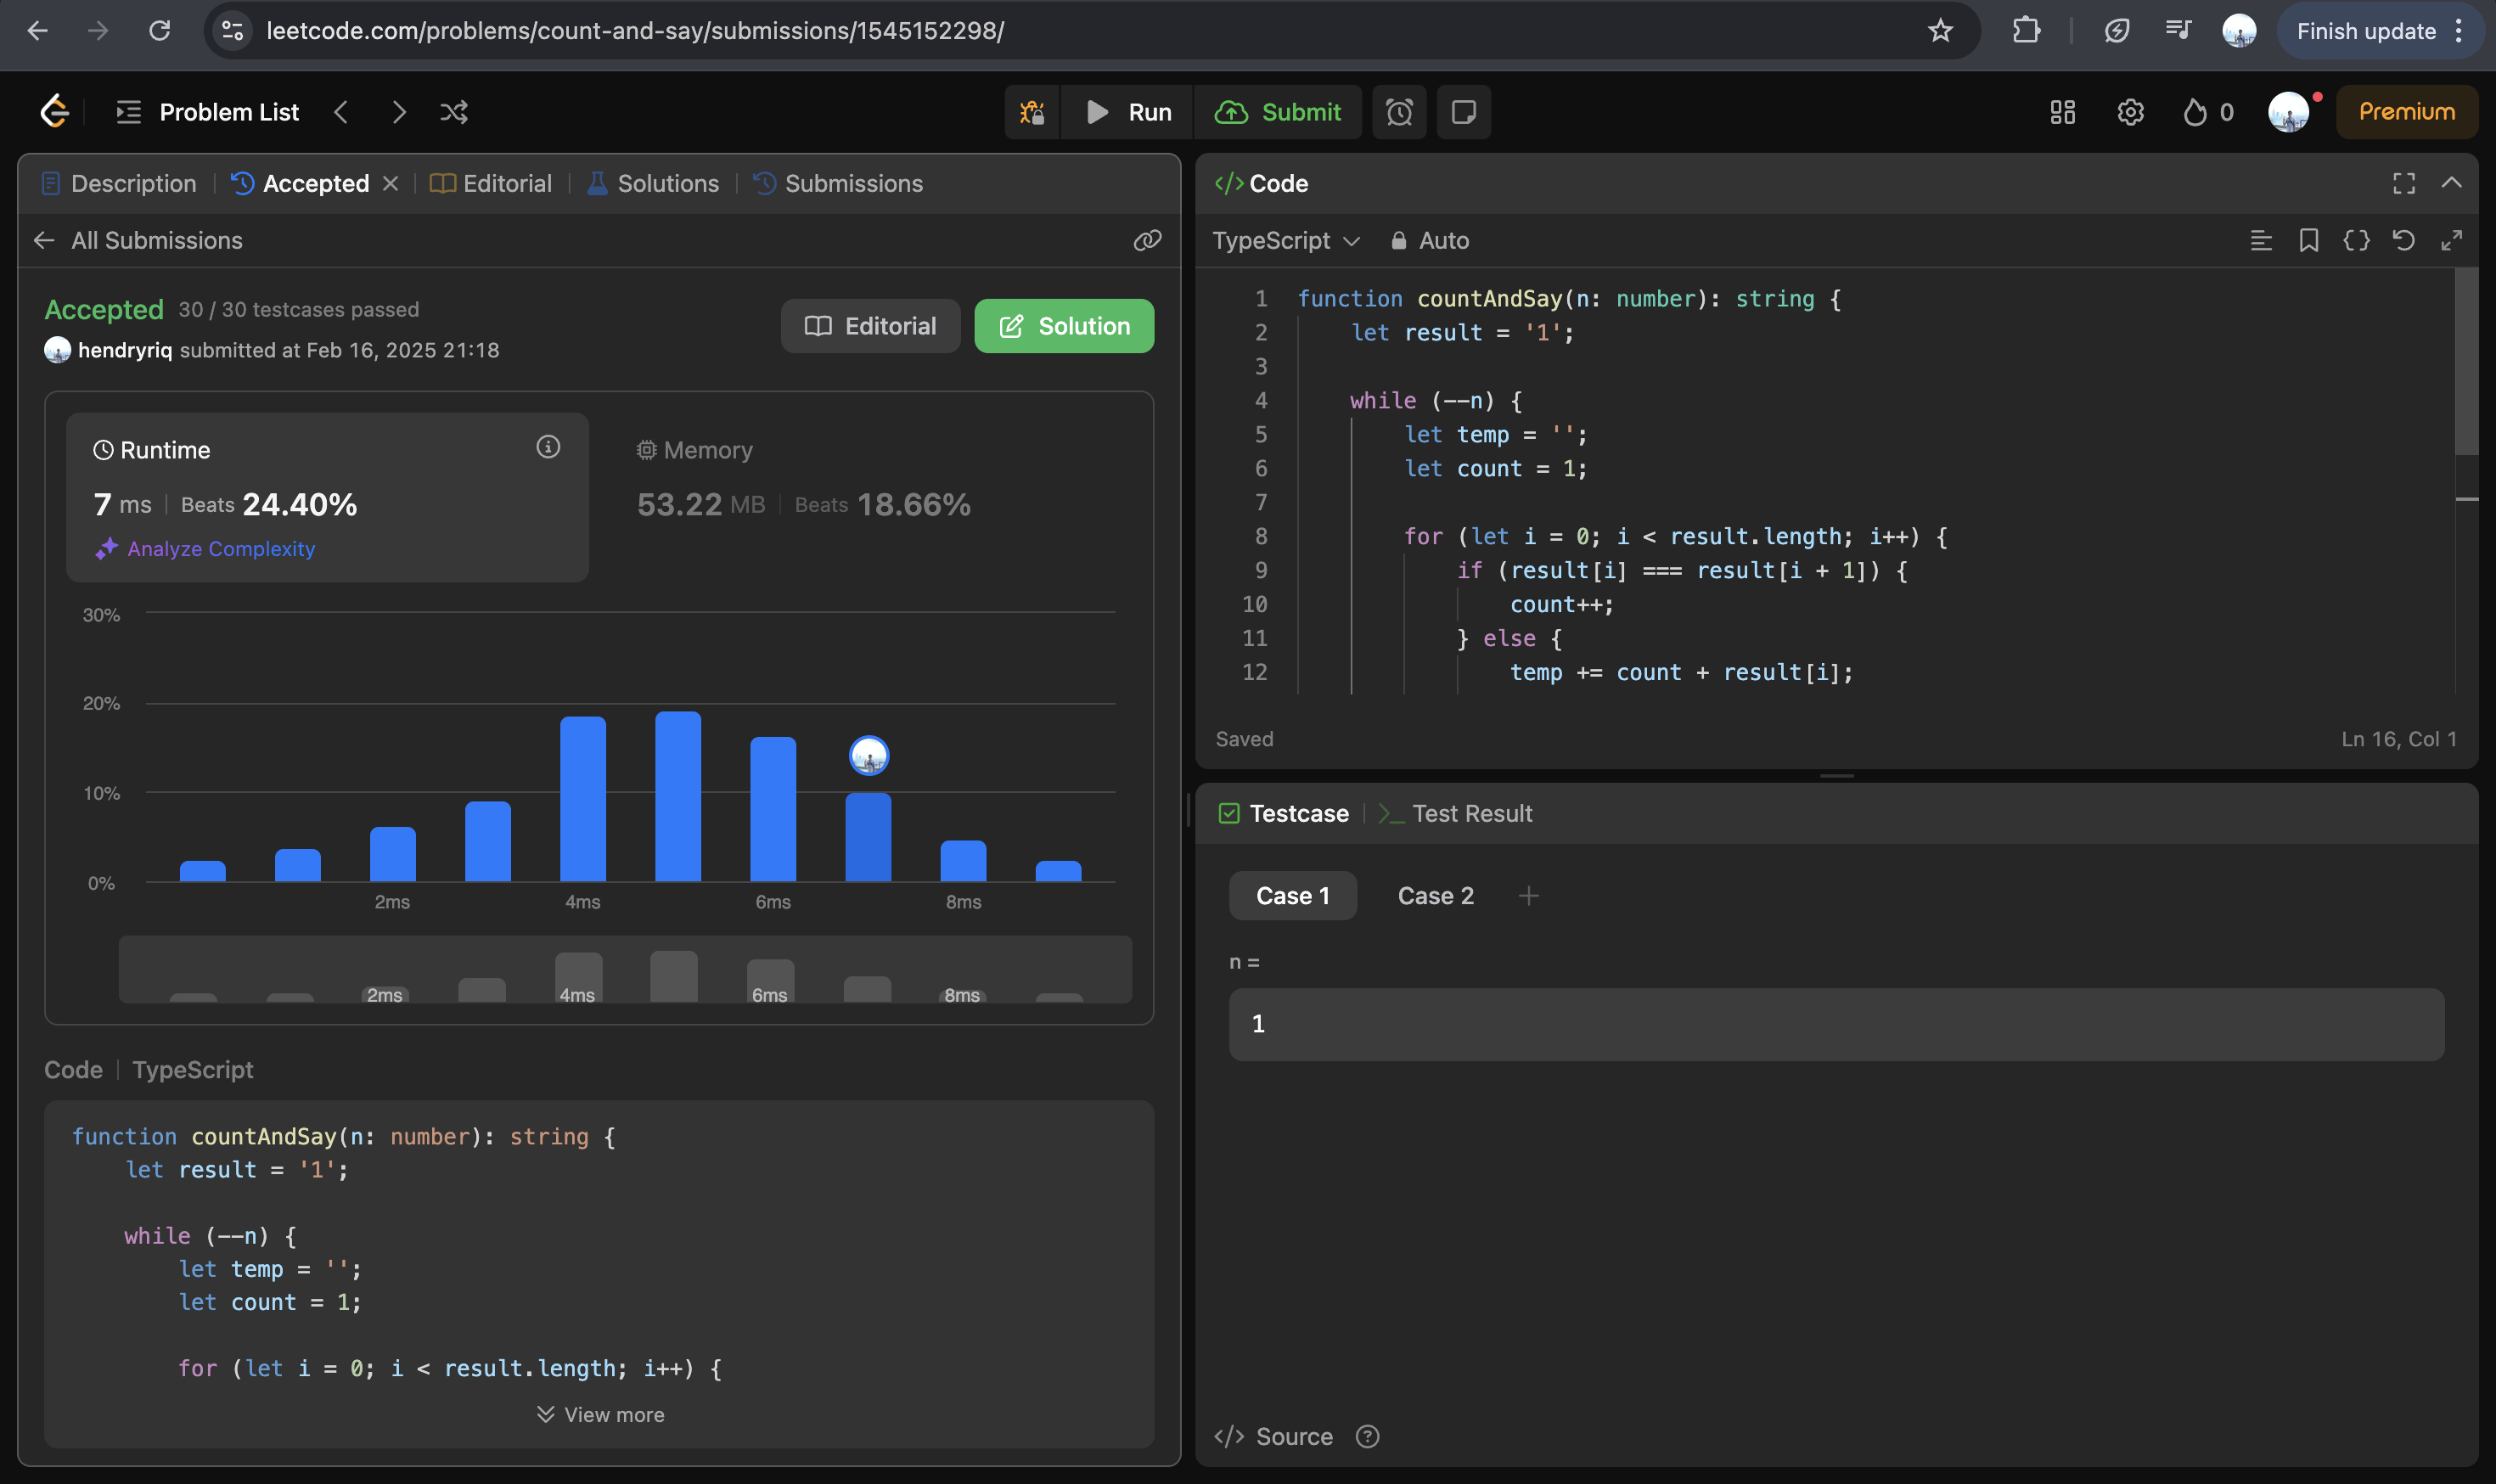 leetcode.com/problems/count-and-say/submissions/1545152298/
Finish update
Problem List
Run
Submit
0
Premium
Description
Accepted
Editorial
Solutions
Submissions
All Submissions
Accepted 30 / 30 testcases passed
hendryriq submitted at Feb 16, 2025 21:18
Editorial
Solution
Runtime
7 ms
Beats 24.40%
Analyze Complexity
Memory
53.22 MB
Beats 18.66%
30%
20%
10%
0%
2ms
4ms
6ms
8ms
2ms
4ms
6ms
8ms
Code
TypeScript
function countAndSay(n: number): string {
let result = '1';
while (--n) {
let temp = '';
let count = 1;
for (let i = 0; i < result.length; i++) {
View more
Code
TypeScript
Auto
1 function countAndSay(n: number): string {
2 let result = '1';
3
4 while (--n) {
5 let temp = '';
6 let count = 1;
7
8 for (let i = 0; i < result.length; i++) {
9 if (result[i] === result[i + 1]) {
10 count++;
11 } else {
12 temp += count + result[i];
Saved
Ln 16, Col 1
Testcase
Test Result
Case 1
Case 2
n =
1
Source